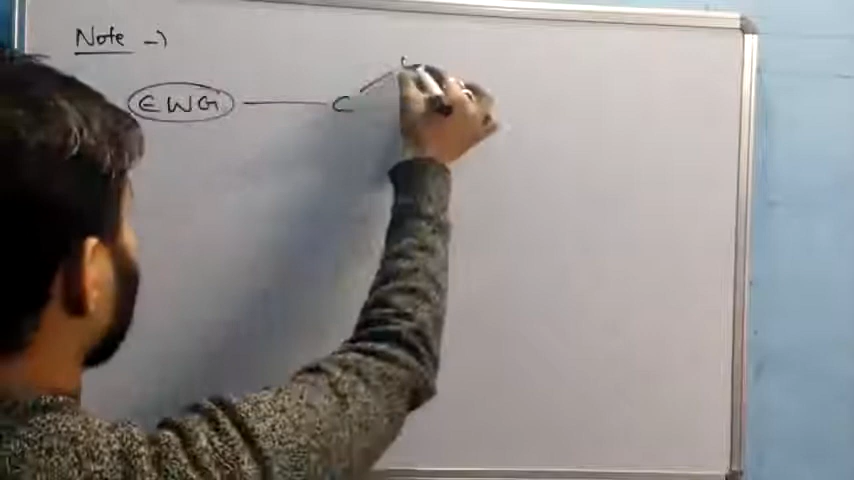 Note →
EWG — C